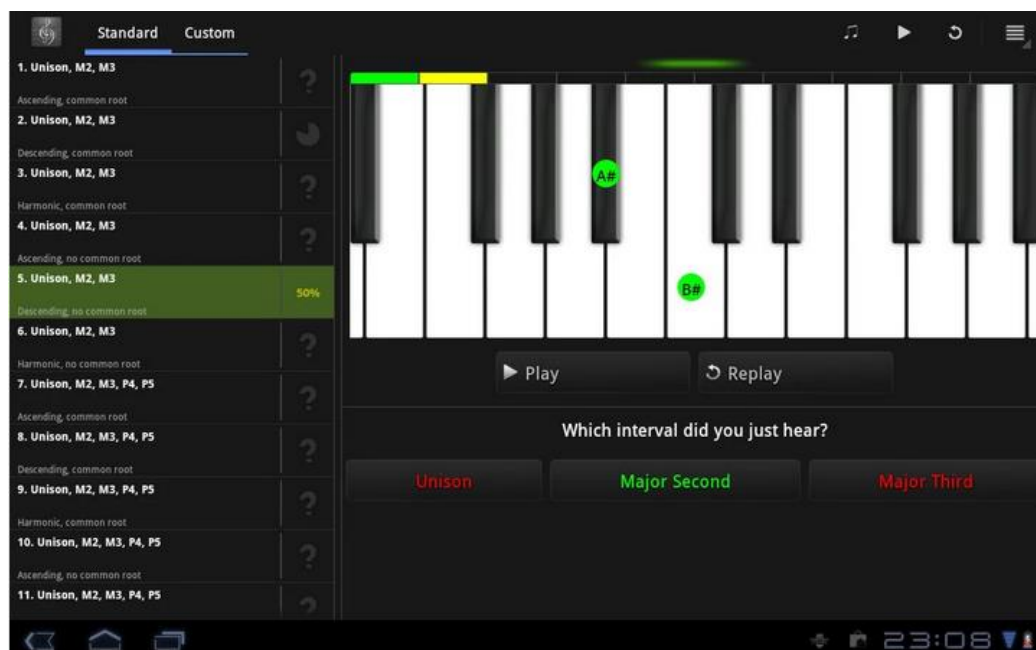 Standard Custom
1. Unison, M2, M3
Ascending, common root
2. Unison, M2, M3
Descending, common root
3. Unison, M2, M3
Harmonic, common root
4. Unison, M2, M3
Ascending, no common root
5. Unison, M2, M3
50%
Descending, no common root
6. Unison, M2, M3
Harmonic, no common root
7. Unison, M2, M3, P4, P5
Ascending, common root
8. Unison, M2, M3, P4, P5
Descending, common root
9. Unison, M2, M3, P4, P5
Harmonic, common root
10. Unison, M2, M3, P4, P5
Ascending, no common root
11. Unison, M2, M3, P4, P5
A#
B#
Play Replay
Which interval did you just hear?
Unison Major Second Major Third
23:08